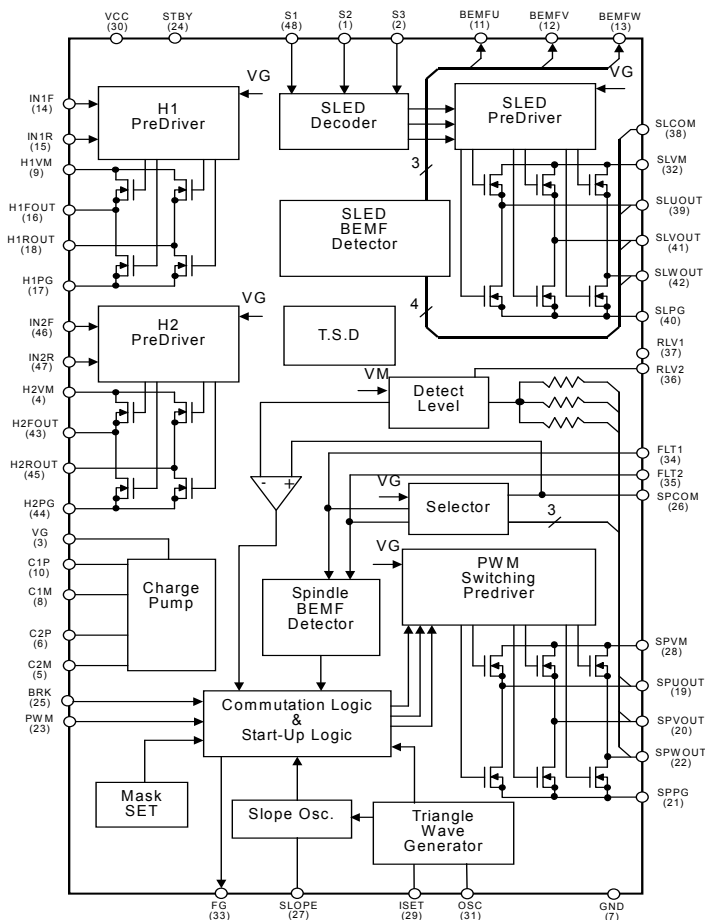 VCC
(30)
STBY
(24)
S1
(48)
S2
(1)
S3
(2)
BEMFU
(11)
BEMFV
(12)
BEMFW
(13)
IN1F
(14)
IN1R
(15)
H1VM
(9)
H1FOUT
(16)
H1ROUT
(18)
H1PG
(17)
IN2F
(46)
IN2R
(47)
H2VM
(4)
H2FOUT
(43)
H2ROUT
(45)
H2PG
(44)
VG
(3)
C1P
(10)
C1M
(8)
C2P
(6)
C2M
(5)
BRK
(25)
PWM
(23)
H1
PreDriver
VG
SLED
Decoder
SLED
PreDriver
VG
3
SLED
BEMF
Detector
4
H2
PreDriver
VG
T.S.D
VM
Detect
Level
-
+
VG
Selector
3
VG
PWM
Switching
Predriver
Charge
Pump
Spindle
BEMF
Detector
Commutation Logic
&
Start-Up Logic
Mask
SET
Slope Osc.
Triangle
Wave
Generator
SLCOM
(38)
SLVM
(32)
SLUOUT
(39)
SLVOUT
(41)
SLWOUT
(42)
SLPG
(40)
RLV1
(37)
RLV2
(36)
FLT1
(34)
FLT2
(35)
SPCOM
(26)
SPVM
(28)
SPUOUT
(19)
SPVOUT
(20)
SPWOUT
(22)
SPPG
(21)
FG
(33)
SLOPE
(27)
ISET
(29)
OSC
(31)
GND
(7)